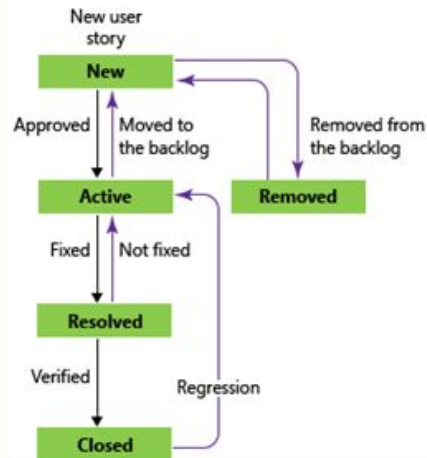 New user
story
New
Approved
Moved to
the backlog
Removed from
the backlog
Active
Removed
Fixed
Not fixed
Resolved
Verified
Regression
Closed